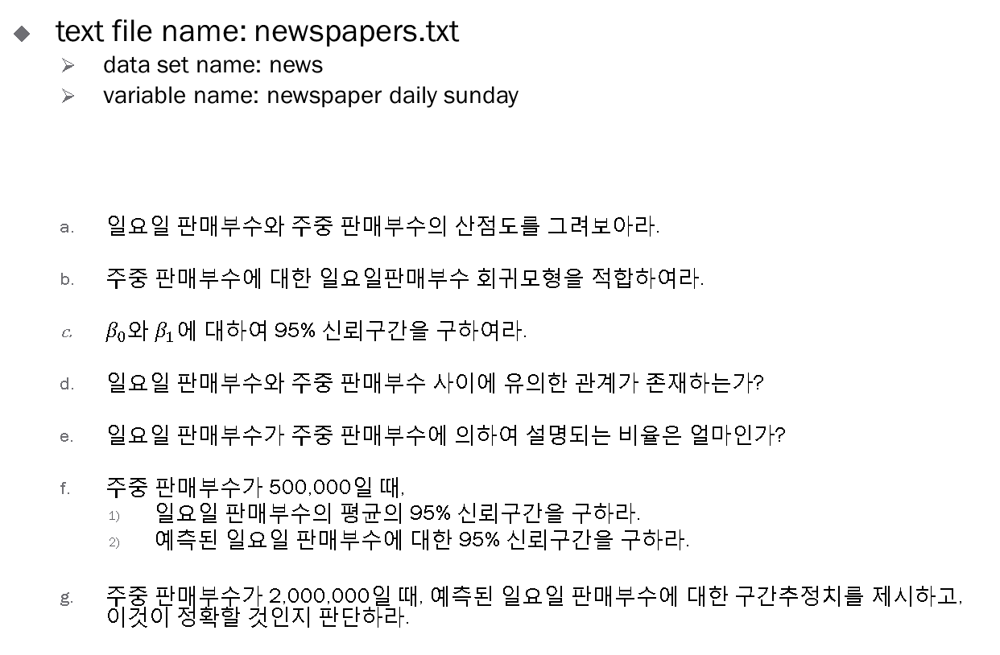 ◆ text file name: newspapers.txt
➢ data set name: news
➢ variable name: newspaper daily sunday
a. 일요일 판매부수와 주중 판매부수의 산점도를 그려보아라.
b. 주중 판매부수에 대한 일요일판매부수 회귀모형을 적합하여라.
c. β₀와 β₁에 대하여 95% 신뢰구간을 구하여라.
d. 일요일 판매부수와 주중 판매부수 사이에 유의한 관계가 존재하는가?
e. 일요일 판매부수가 주중 판매부수에 의하여 설명되는 비율은 얼마인가?
f. 주중 판매부수가 500,000일 때,
1) 일요일 판매부수의 평균의 95% 신뢰구간을 구하라.
2) 예측된 일요일 판매부수에 대한 95% 신뢰구간을 구하라.
g. 주중 판매부수가 2,000,000일 때, 예측된 일요일 판매부수에 대한 구간추정치를 제시하고,
이것이 정확할 것인지 판단하라.